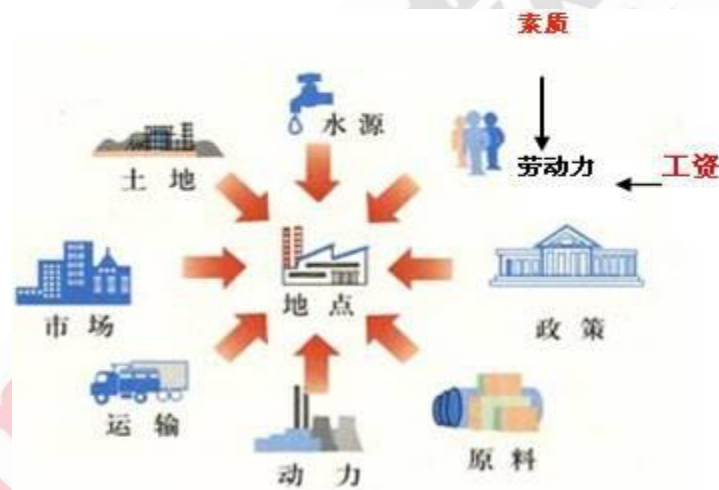 素质
水源
土地
劳动力
工资
市场
地点
政策
运输
动力
原料